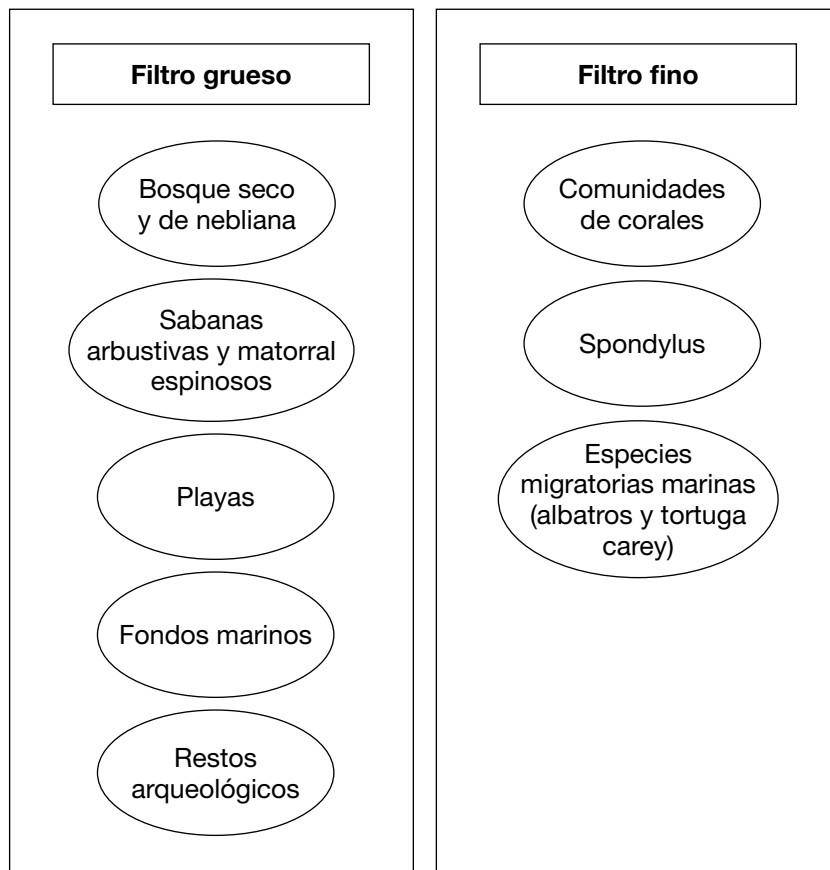 Filtro grueso
Bosque seco
y de nebliana
Sabanas
arbustivas y matorral
espinosos
Playas
Fondos marinos
Restos
arqueológicos
Filtro fino
Comunidades
de corales
Spondylus
Especies
migratorias marinas
(albatros y tortuga
carey)